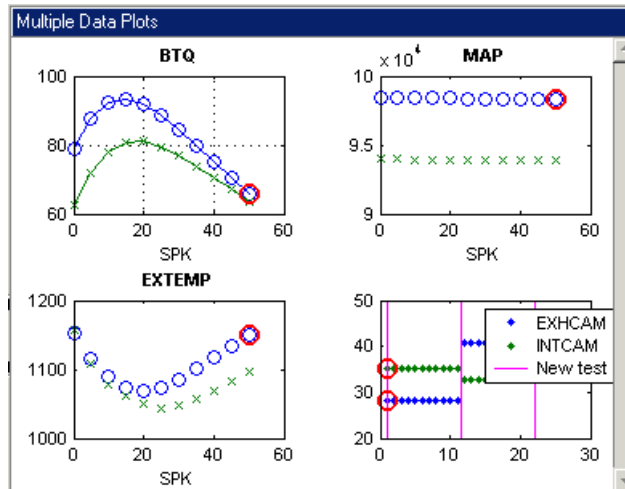 Multiple Data Plots
BTQ
100
80
60
0 20 40 60
SPK
MAP
× 10⁴
10
9.5
9
0 20 40 60
SPK
EXTEMP
1200
1100
1000
0 20 40 60
SPK
50
40
30
20
0 10 20 30
EXHCAM
INTCAM
New test